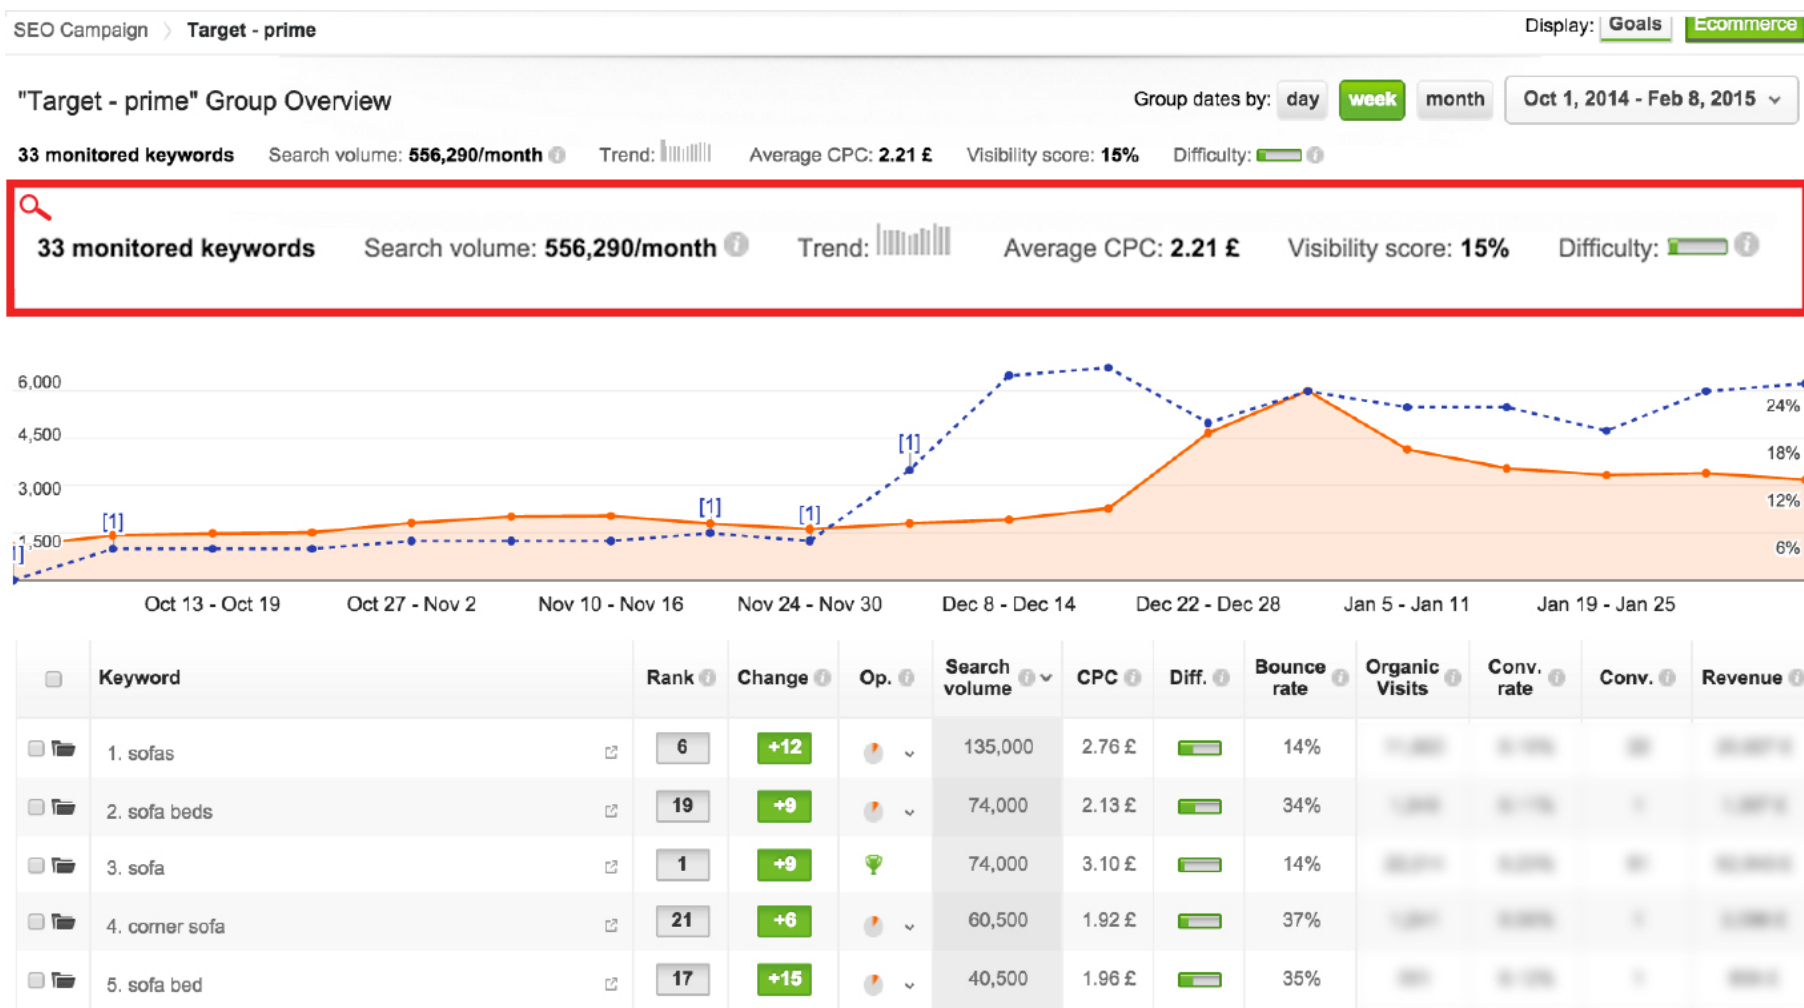 SEO Campaign Target - prime Display: Goals Ecommerce
"Target - prime" Group Overview Group dates by: day week month Oct 1, 2014 - Feb 8, 2015
33 monitored keywords Search volume: 556,290/month Trend: Average CPC: 2.21 £ Visibility score: 15% Difficulty:
33 monitored keywords Search volume: 556,290/month Trend: Average CPC: 2.21 £ Visibility score: 15% Difficulty:
6,000
24%
4,500
[1]
18%
3,000
12%
[1] [1] [1]
1,500
6%
Oct 13 - Oct 19 Oct 27 - Nov 2 Nov 10 - Nov 16 Nov 24 - Nov 30 Dec 8 - Dec 14 Dec 22 - Dec 28 Jan 5 - Jan 11 Jan 19 - Jan 25
Keyword Rank Change Op. Search volume CPC Diff. Bounce rate Organic Visits Conv. rate Conv. Revenue
1. sofas 6 +12 135,000 2.76 £ 14%
2. sofa beds 19 +9 74,000 2.13 £ 34%
3. sofa 1 +9 74,000 3.10 £ 14%
4. corner sofa 21 +6 60,500 1.92 £ 37%
5. sofa bed 17 +15 40,500 1.96 £ 35%